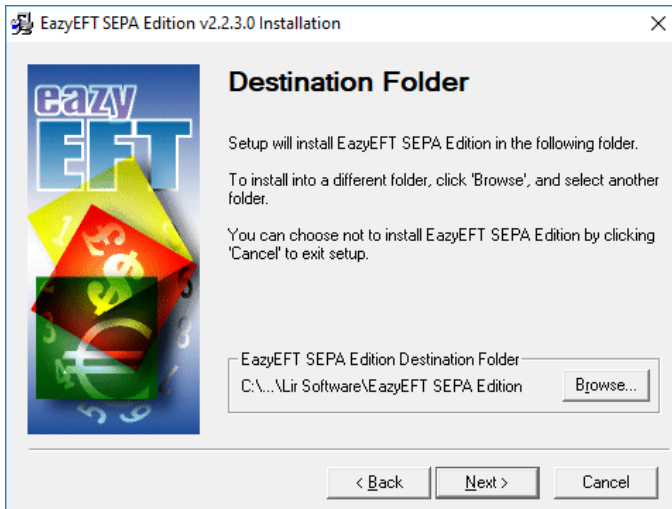 EazyEFT SEPA Edition v2.2.3.0 Installation
eazy
EFT
Destination Folder
Setup will install EazyEFT SEPA Edition in the following folder.
To install into a different folder, click 'Browse', and select another
folder.
You can choose not to install EazyEFT SEPA Edition by clicking
'Cancel' to exit setup.
EazyEFT SEPA Edition Destination Folder
C:\...\Lir Software\EazyEFT SEPA Edition
Browse...
< Back
Next >
Cancel